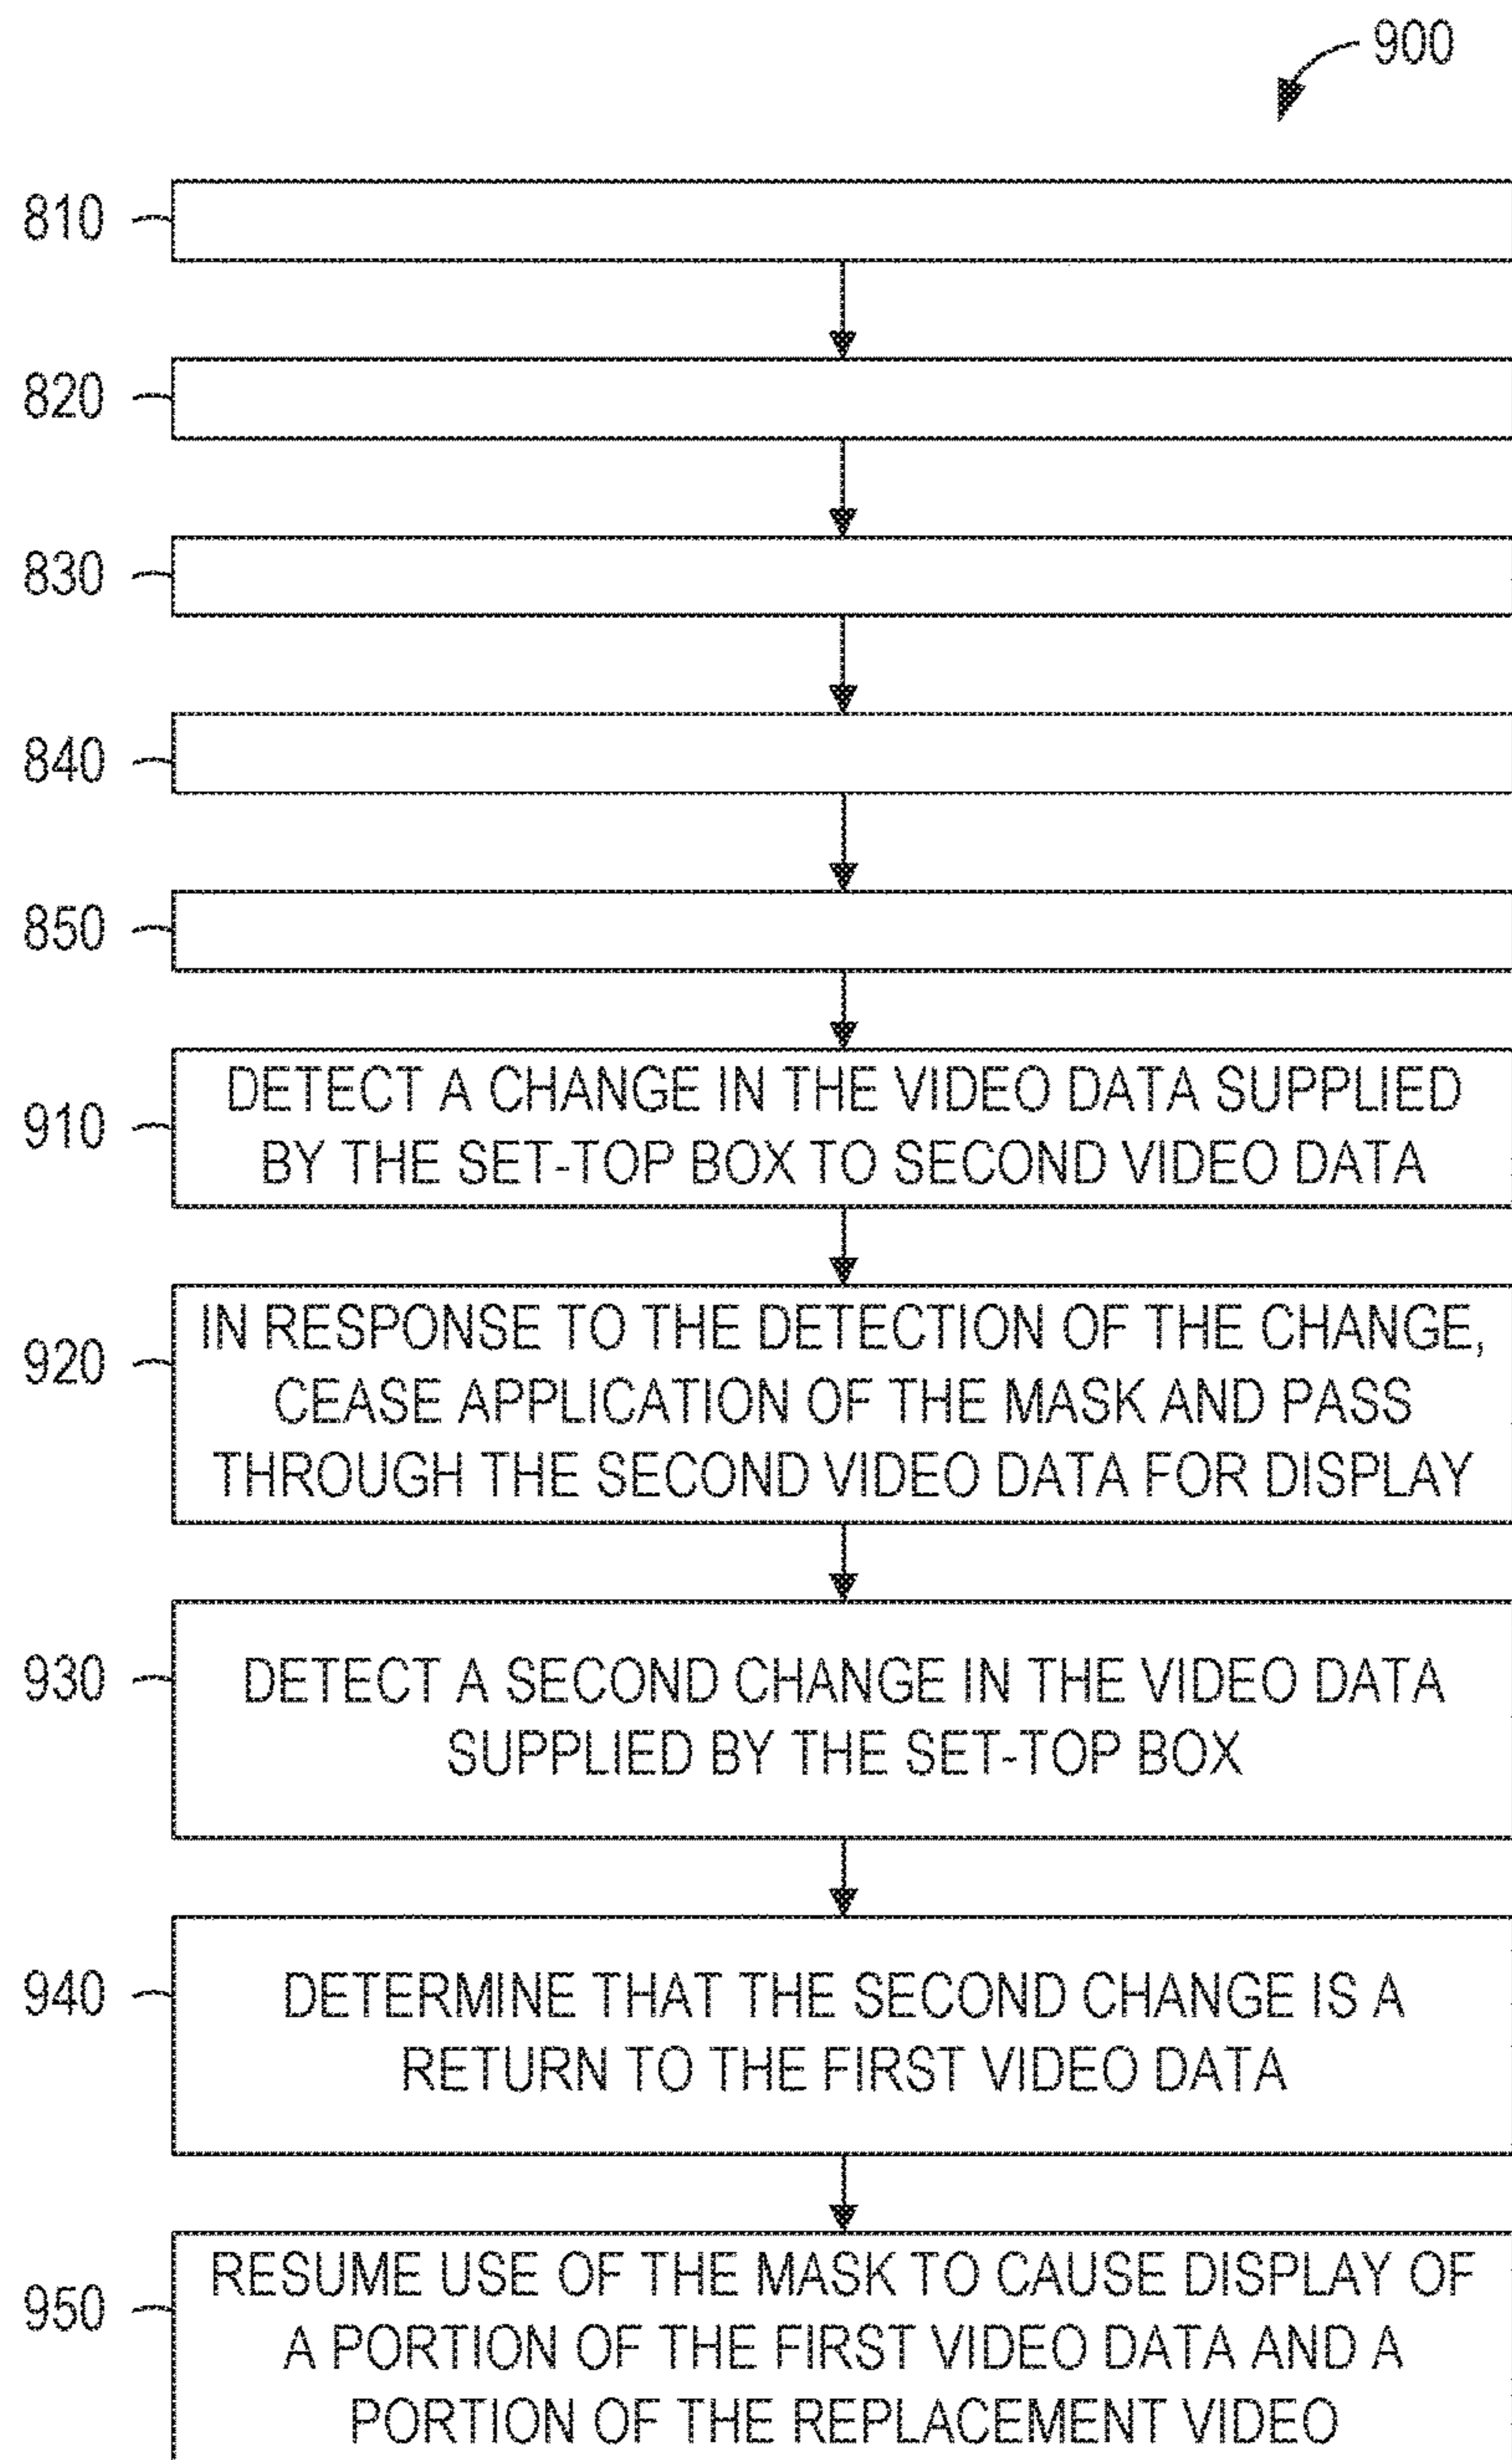 900
810
820
830
840
850
910
DETECT A CHANGE IN THE VIDEO DATA SUPPLIED
BY THE SET-TOP BOX TO SECOND VIDEO DATA
920
IN RESPONSE TO THE DETECTION OF THE CHANGE,
CEASE APPLICATION OF THE MASK AND PASS
THROUGH THE SECOND VIDEO DATA FOR DISPLAY
930
DETECT A SECOND CHANGE IN THE VIDEO DATA
SUPPLIED BY THE SET-TOP BOX
940
DETERMINE THAT THE SECOND CHANGE IS A
RETURN TO THE FIRST VIDEO DATA
950
RESUME USE OF THE MASK TO CAUSE DISPLAY OF
A PORTION OF THE FIRST VIDEO DATA AND A
PORTION OF THE REPLACEMENT VIDEO